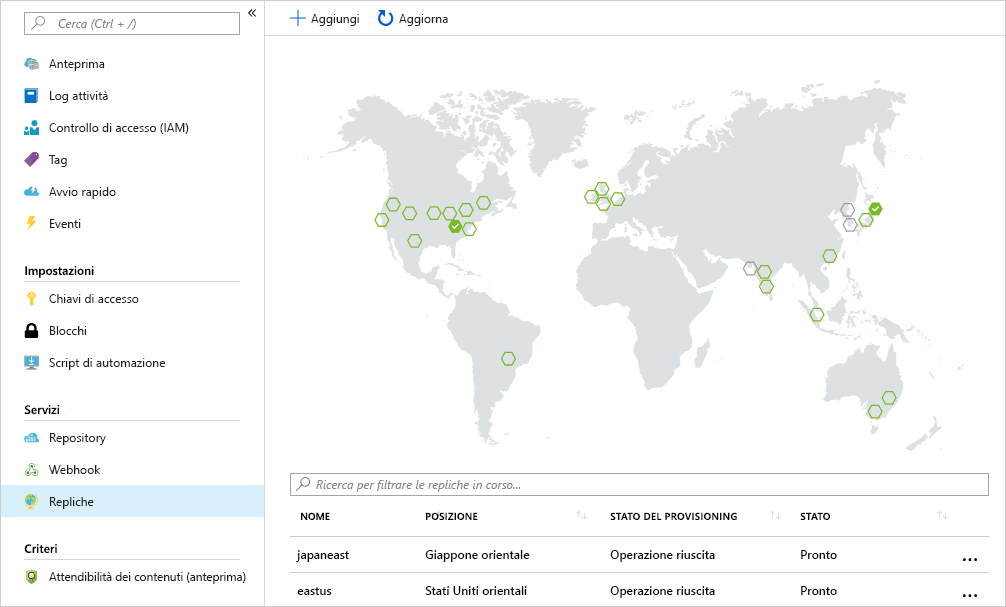 Cerca (Ctrl + /)
«
Aggiungi
Aggiorna
Anteprima
Log attività
Controllo di accesso (IAM)
Tag
Avvio rapido
Eventi
Impostazioni
Chiavi di accesso
Blocchi
Script di automazione
Servizi
Repository
Webhook
Repliche
Criteri
Attendibilità dei contenuti (anteprima)
Ricerca per filtrare le repliche in corso...
NOME POSIZIONE STATO DEL PROVISIONING STATO
japaneast Giappone orientale Operazione riuscita Pronto ...
eastus Stati Uniti orientali Operazione riuscita Pronto ...